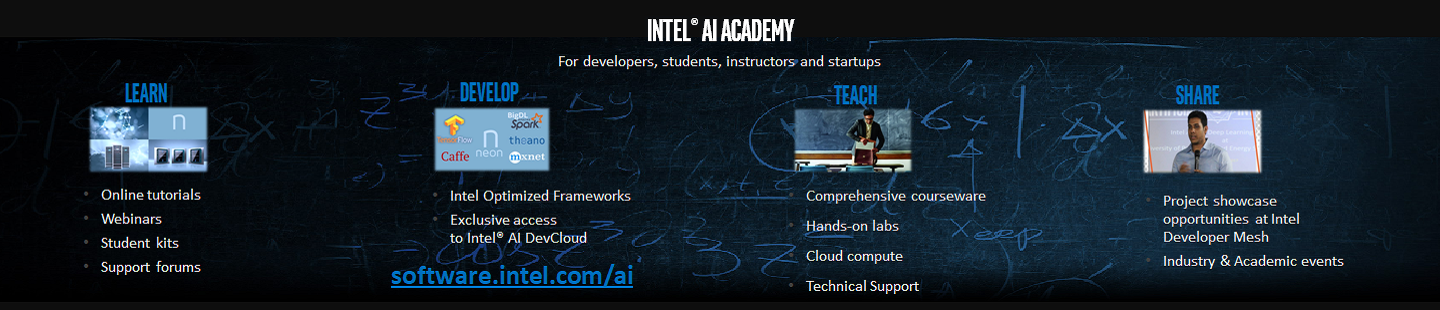 INTEL® AI ACADEMY
For developers, students, instructors and startups
LEARN
n
Online tutorials
Webinars
Student kits
Support forums
DEVELOP
BigDL
Spark
theano
neon
Caffe
mxnet
Intel Optimized Frameworks
Exclusive access
to Intel® AI DevCloud
software.intel.com/ai
TEACH
Comprehensive courseware
Hands-on labs
Cloud compute
Technical Support
SHARE
Project showcase
opportunities at Intel
Developer Mesh
Industry & Academic events